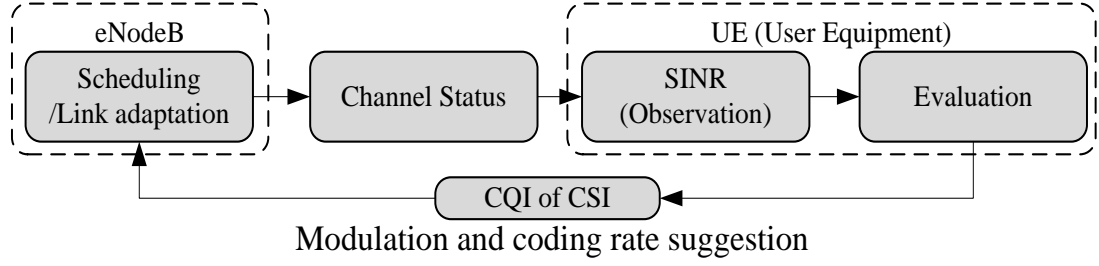 eNodeB
UE (User Equipment)
Scheduling
/Link adaptation
Channel Status
SINR
(Observation)
Evaluation
CQI of CSI
Modulation and coding rate suggestion